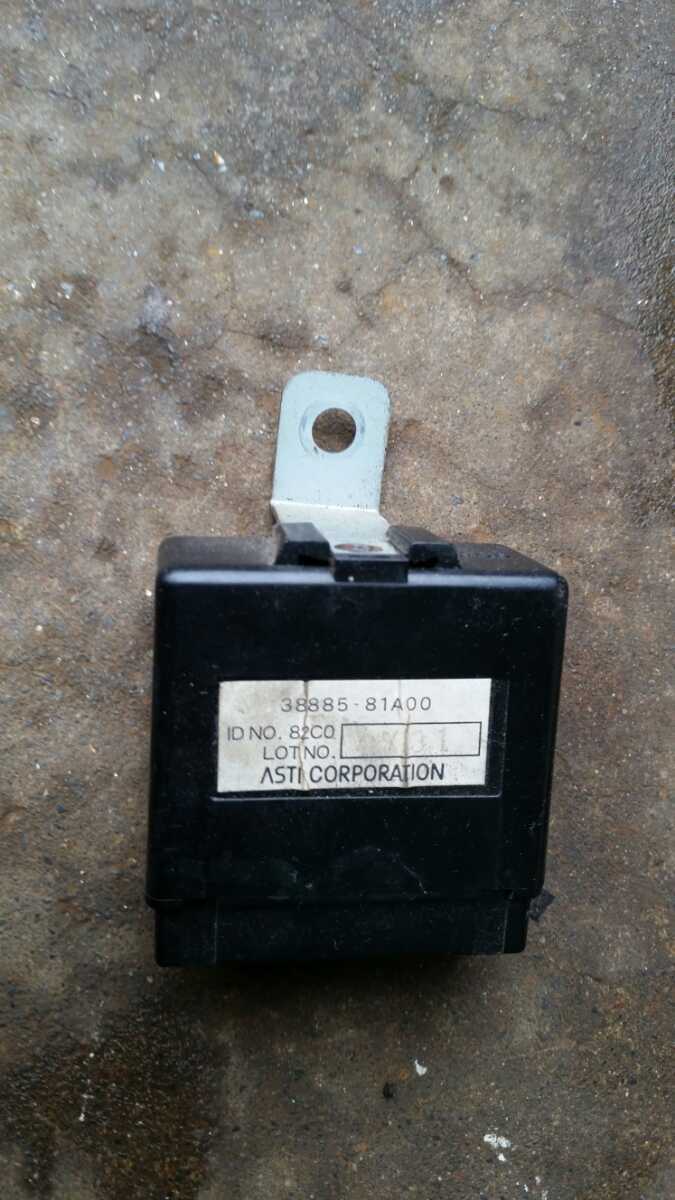 38885-81A00
ID NO. 82C0
LOT NO.
ASTI CORPORATION